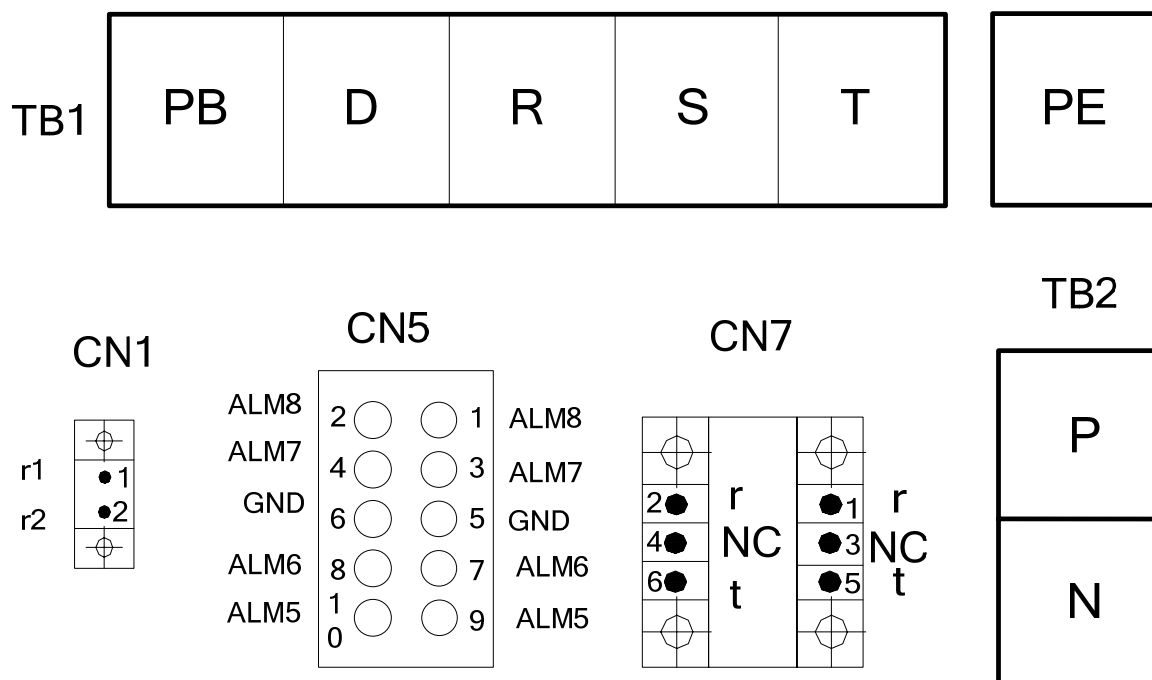 TB1 PB D R S T PE
TB2
CN1
r1 1
r2 2
CN5
ALM8 2 1 ALM8
ALM7 4 3 ALM7
GND 6 5 GND
ALM6 8 7 ALM6
ALM5 10 9 ALM5
CN7
2 r 1 r
4 NC 3 NC
6 t 5 t
P
N